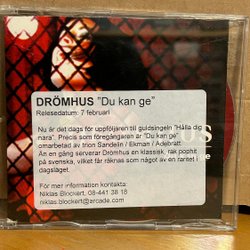 DRÖMHUS "Du kan ge"
Relesedatum: 7 februari
Nu är det dags för uppföljaren till guldsingeln "Hålla dig
nära". Precis som föregångaren är "Du kan ge"
omarbetad av trion Sandelin / Ekman / Adebratt
Än en gång serverar Drömhus en klassisk, rak pophit
på svenska, vilket får räknas som något av en raritet i
dagsläget.
För mer information kontakta:
Niklas Blockert, 08-441 38 18
niklas.blockert@arcade.com
S
e